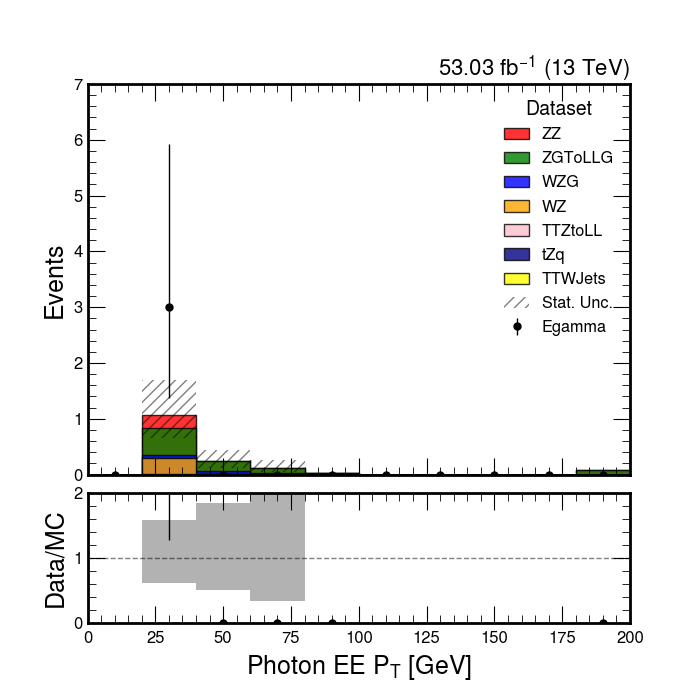 53.03 fb⁻¹ (13 TeV)
7
6
5
4
3
2
1
0
Events
Dataset
ZZ
ZGToLLG
WZG
WZ
TTZtoLL
tZq
TTWJets
Stat. Unc.
Egamma
2
1
0
Data/MC
0 25 50 75 100 125 150 175 200
Photon EE P_T [GeV]